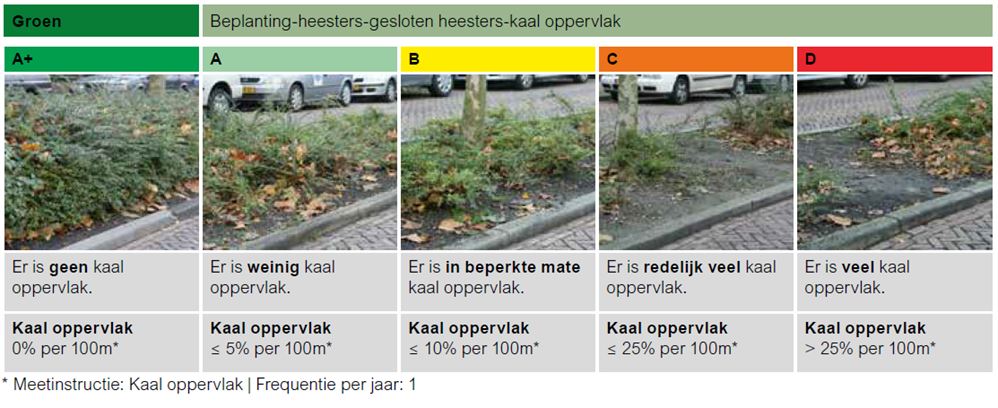 Groen
Beplanting-heesters-gesloten heesters-kaal oppervlak
A+
A
B
C
D
Er is geen kaal
oppervlak.
Er is weinig kaal
oppervlak.
Er is in beperkte mate
kaal oppervlak.
Er is redelijk veel kaal
oppervlak.
Er is veel kaal
oppervlak.
Kaal oppervlak
0% per 100m*
Kaal oppervlak
≤ 5% per 100m*
Kaal oppervlak
≤ 10% per 100m*
Kaal oppervlak
≤ 25% per 100m*
Kaal oppervlak
> 25% per 100m*
* Meetinstructie: Kaal oppervlak | Frequentie per jaar: 1